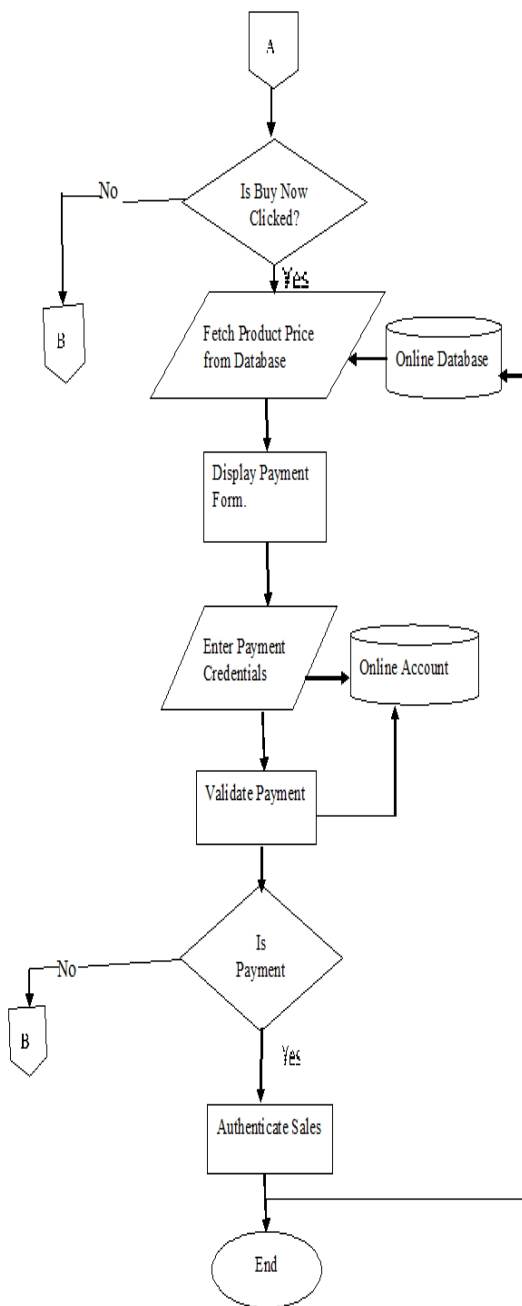 A
Is Buy Now
Clicked?
No
Yes
B
Fetch Product Price
from Database
Online Database
Display Payment
Form.
Enter Payment
Credentials
Online Account
Validate Payment
Is
Payment
No
B
Yes
Authenticate Sales
End